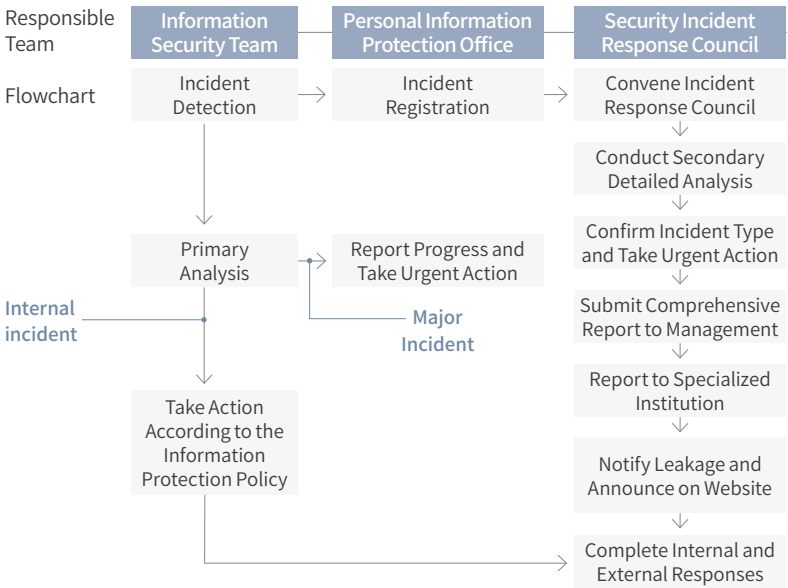 Responsible
Team
Information
Security Team
Personal Information
Protection Office
Security Incident
Response Council
Flowchart
Incident
Detection
Incident
Registration
Convene Incident
Response Council
Conduct Secondary
Detailed Analysis
Primary
Analysis
Report Progress and
Take Urgent Action
Confirm Incident Type
and Take Urgent Action
Internal
incident
Major
Incident
Submit Comprehensive
Report to Management
Report to Specialized
Institution
Take Action
According to the
Information
Protection Policy
Notify Leakage and
Announce on Website
Complete Internal and
External Responses